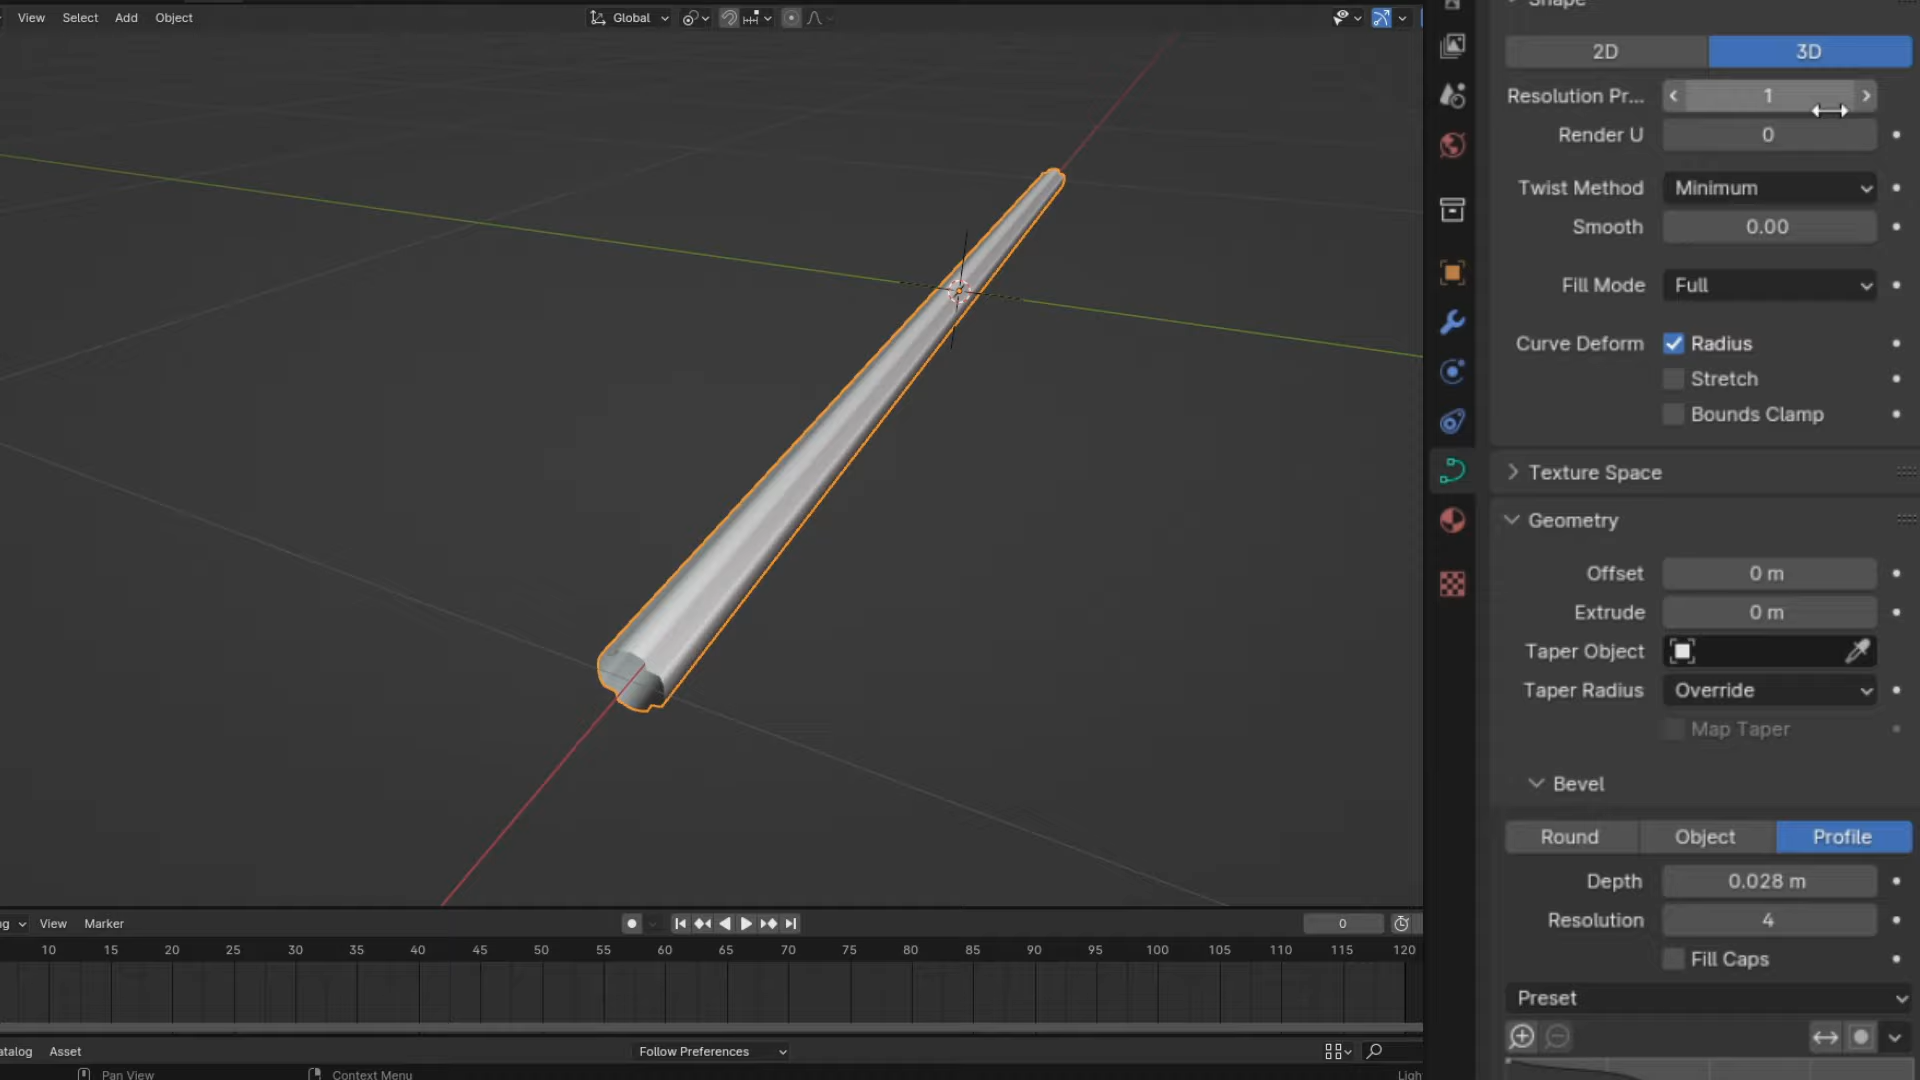 View Select Add Object Global
Shape
2D 3D
Resolution Pr... 1
Render U 0
Twist Method Minimum
Smooth 0.00
Fill Mode Full
Curve Deform Radius
Stretch
Bounds Clamp
Texture Space
Geometry
Offset 0 m
Extrude 0 m
Taper Object
Taper Radius Override
Map Taper
Bevel
Round Object Profile
Depth 0.028 m
Resolution 4
Fill Caps
Preset
ng View Marker 0
10 15 20 25 30 35 40 45 50 55 60 65 70 75 80 85 90 95 100 105 110 115 120
atalog Asset Follow Preferences
Pan View Context Menu Ligh